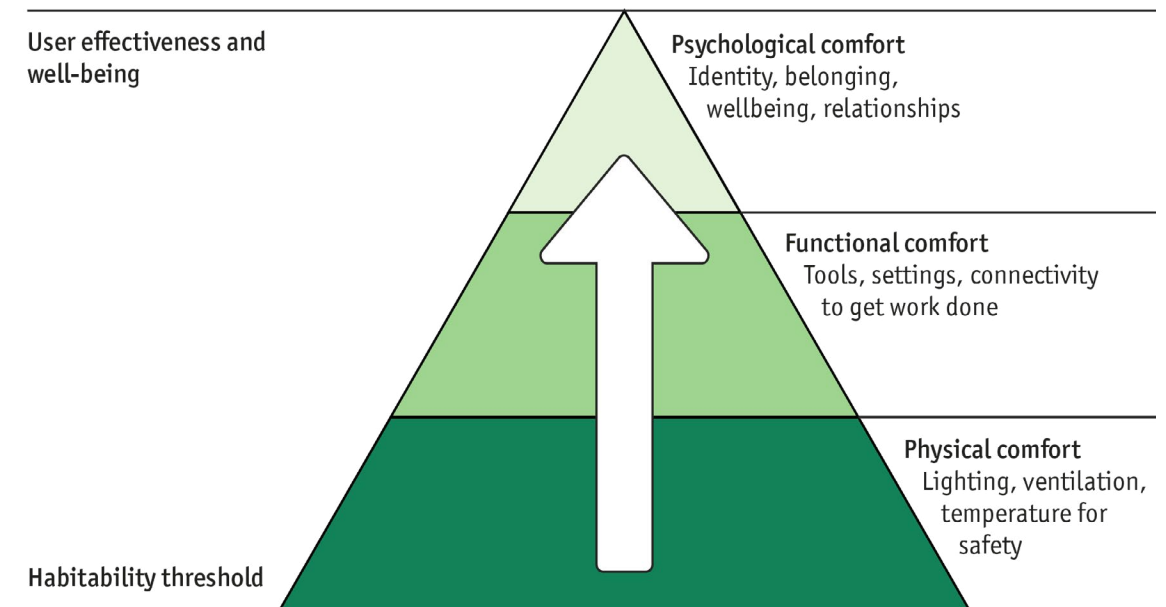 User effectiveness and
well-being
Psychological comfort
Identity, belonging,
wellbeing, relationships
Functional comfort
Tools, settings, connectivity
to get work done
Physical comfort
Lighting, ventilation,
temperature for
safety
Habitability threshold